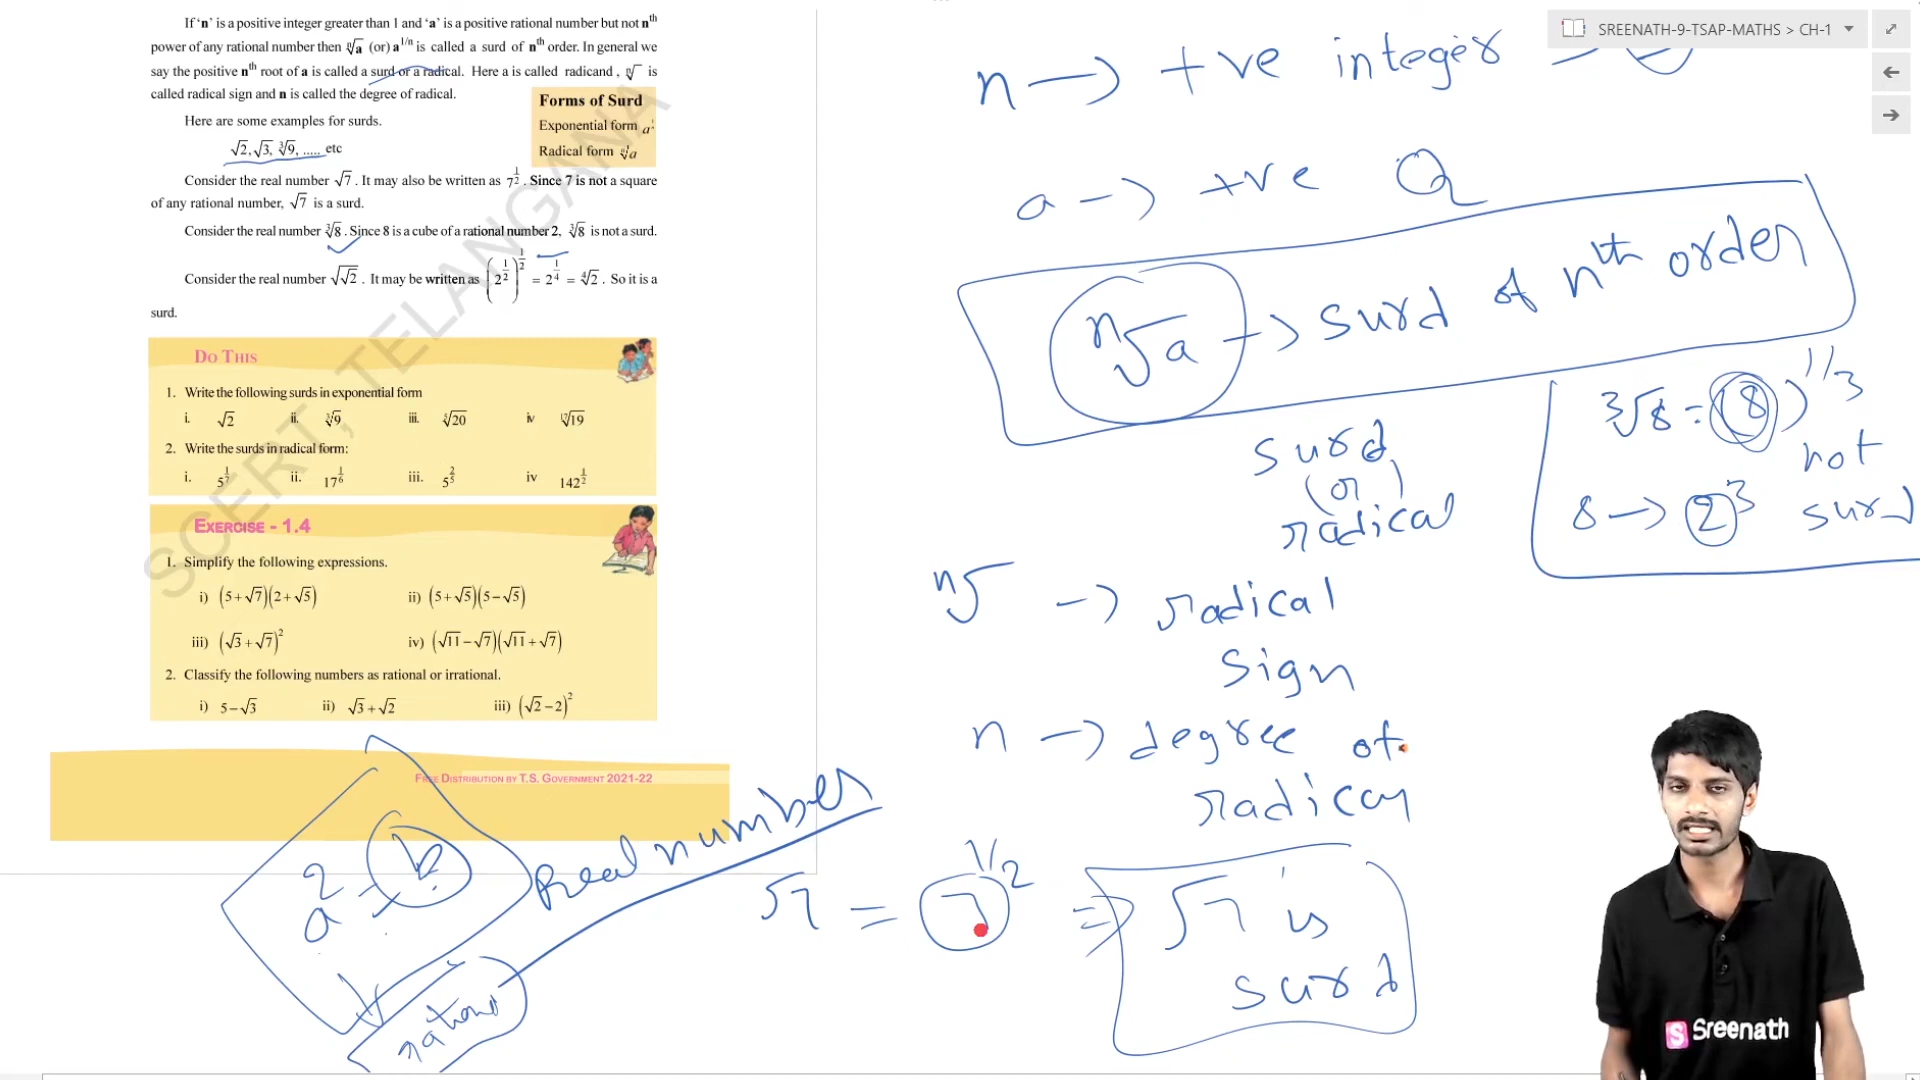 If ‘n’ is a positive integer greater than 1 and ‘a’ is a positive rational number but not nth
power of any rational number then ⁿ√a (or) a^1/n is called a surd of nth order. In general we
say the positive nth root of a is called a surd or a radical. Here a is called radicand , ⁿ√ is
called radical sign and n is called the degree of radical.
Here are some examples for surds.
√2, √3, ³√9, ..... etc
Forms of Surd
Exponential form a
Radical form ⁿ√a
Consider the real number √7 . It may also be written as 7^1/2 . Since 7 is not a square
of any rational number, √7 is a surd.
Consider the real number ³√8 . Since 8 is a cube of a rational number 2, ³√8 is not a surd.
Consider the real number √√2 . It may be written as (2^1/2)^1/2 = 2^1/4 = ⁴√2 . So it is a
surd.
DO THIS
1. Write the following surds in exponential form
i. √2 ii. ³√9 iii. ⁵√20 iv ¹⁷√19
2. Write the surds in radical form:
i. 5^1/7 ii. 17^1/6 iii. 5^2/5 iv 142^1/2
EXERCISE - 1.4
1. Simplify the following expressions.
i) (5+√7)(2+√5) ii) (5+√5)(5−√5)
iii) (√3+√7)² iv) (√11−√7)(√11+√7)
2. Classify the following numbers as rational or irrational.
i) 5−√3 ii) √3+√2 iii) (√2−2)²
FREE DISTRIBUTION BY T.S. GOVERNMENT 2021-22
SCERT, TELANGANA
SREENATH-9-TSAP-MATHS > CH-1
n → +ve integer
a → +ve Q
ⁿ√a → surd of nth order
surd
(or)
radical
³√8 = (8)^1/3
not
8 → 2³ surd
ⁿ√ → radical
sign
n → degree of
radical
a² = b
Real number
√7 = 7^1/2 ⇒ √7 is
surd
Sreenath